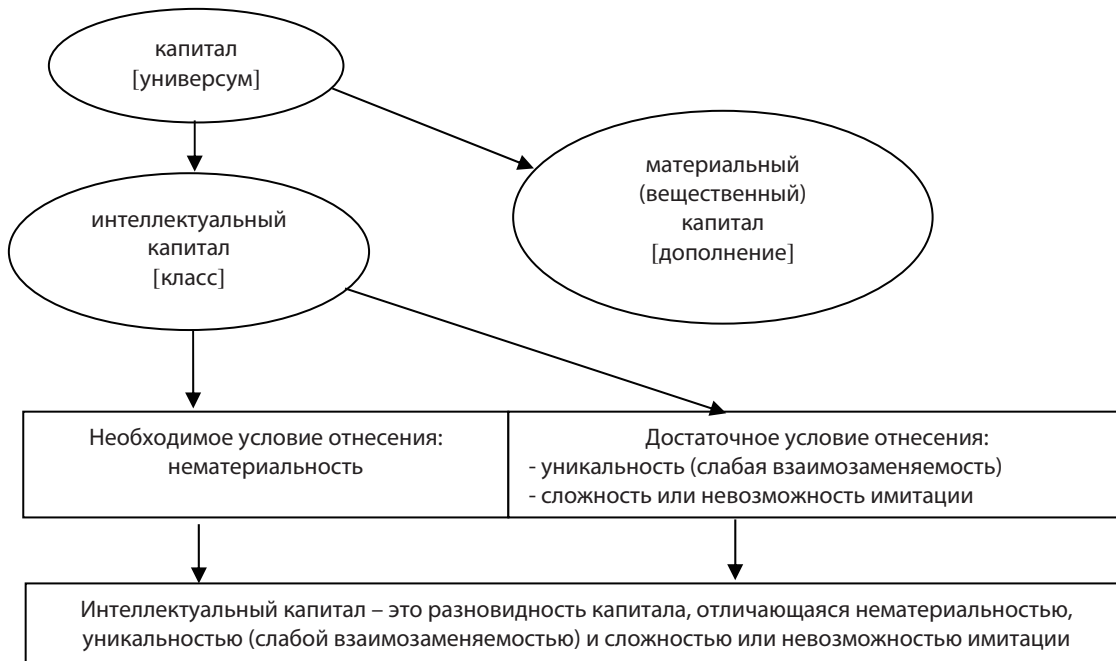 капитал
[универсум]
материальный
(вещественный)
капитал
[дополнение]
интеллектуальный
капитал
[класс]
Необходимое условие отнесения:
нематериальность
Достаточное условие отнесения:
- уникальность (слабая взаимозаменяемость)
- сложность или невозможность имитации
Интеллектуальный капитал – это разновидность капитала, отличающаяся нематериальностью,
уникальностью (слабой взаимозаменяемостью) и сложностью или невозможностью имитации